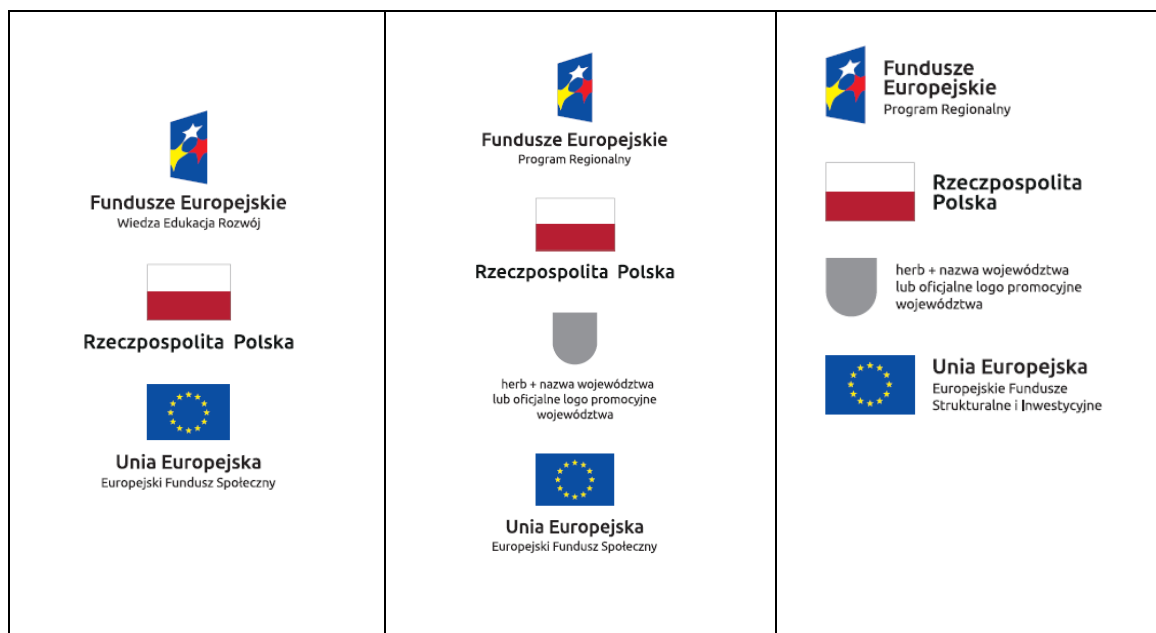 Fundusze Europejskie
Wiedza Edukacja Rozwój
Rzeczpospolita Polska
Unia Europejska
Europejski Fundusz Społeczny
Fundusze Europejskie
Program Regionalny
Rzeczpospolita Polska
herb + nazwa województwa
lub oficjalne logo promocyjne
województwa
Unia Europejska
Europejski Fundusz Społeczny
Fundusze
Europejskie
Program Regionalny
Rzeczpospolita
Polska
herb + nazwa województwa
lub oficjalne logo promocyjne
województwa
Unia Europejska
Europejskie Fundusze
Strukturalne i Inwestycyjne